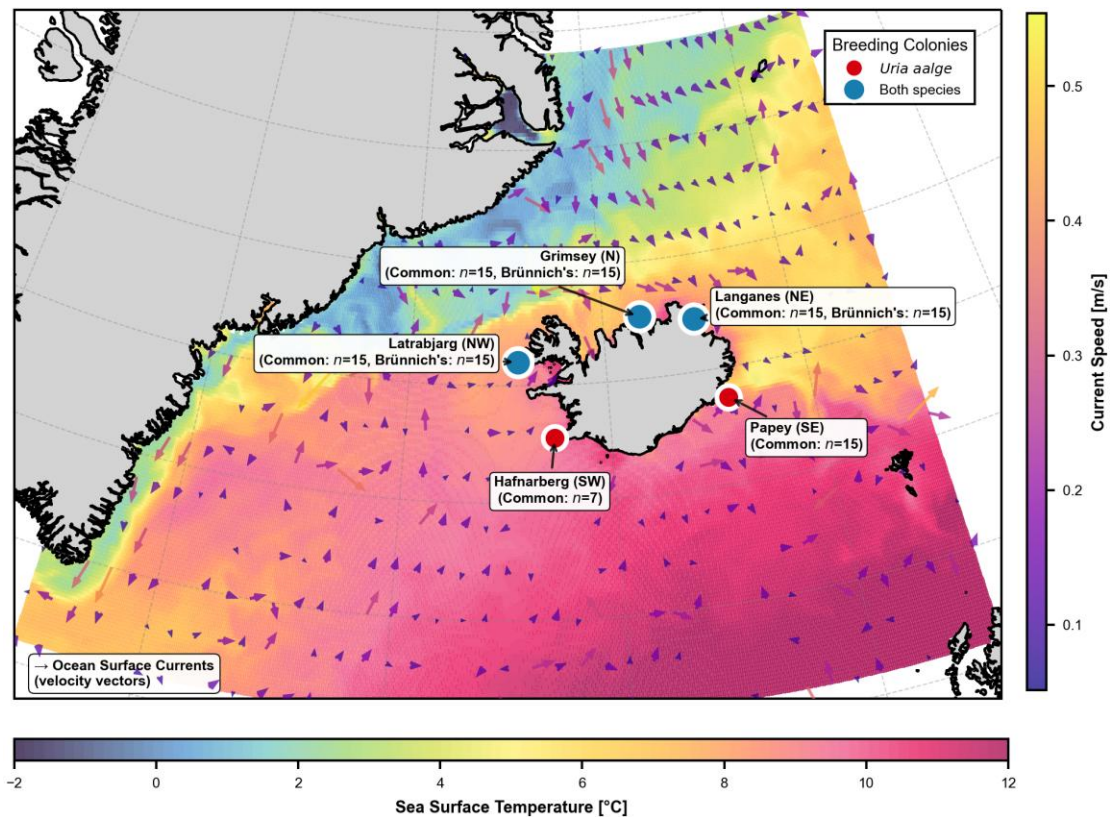 Breeding Colonies
Uria aalge
Both species
Grimsey (N)
(Common: n=15, Brünnich's: n=15)
Langanes (NE)
(Common: n=15, Brünnich's: n=15)
Latrabjarg (NW)
(Common: n=15, Brünnich's: n=15)
Papey (SE)
(Common: n=15)
Hafnarberg (SW)
(Common: n=7)
→ Ocean Surface Currents
(velocity vectors)
0.5
0.4
0.3
0.2
0.1
Current Speed [m/s]
−2 0 2 4 6 8 10 12
Sea Surface Temperature [°C]